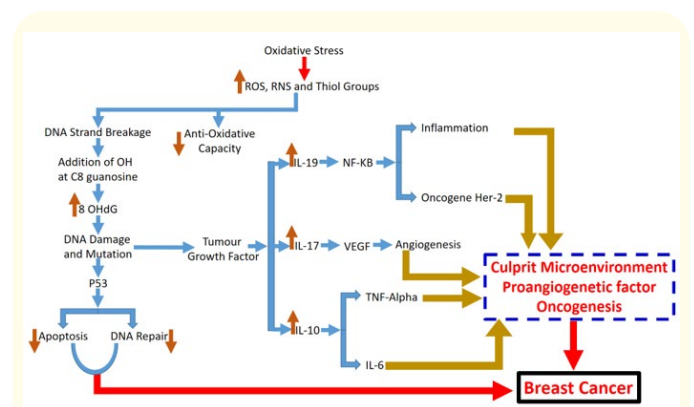 Oxidative Stress
ROS, RNS and Thiol Groups
DNA Strand Breakage
Anti-Oxidative
Capacity
Addition of OH
at C8 guanosine
8 OHdG
DNA Damage
and Mutation
P53
Apoptosis
DNA Repair
Tumour
Growth Factor
IL-19
NF-KB
Inflammation
Oncogene Her-2
IL-17
VEGF
Angiogenesis
IL-10
TNF-Alpha
IL-6
Culprit Microenvironment
Proangiogenetic factor
Oncogenesis
Breast Cancer